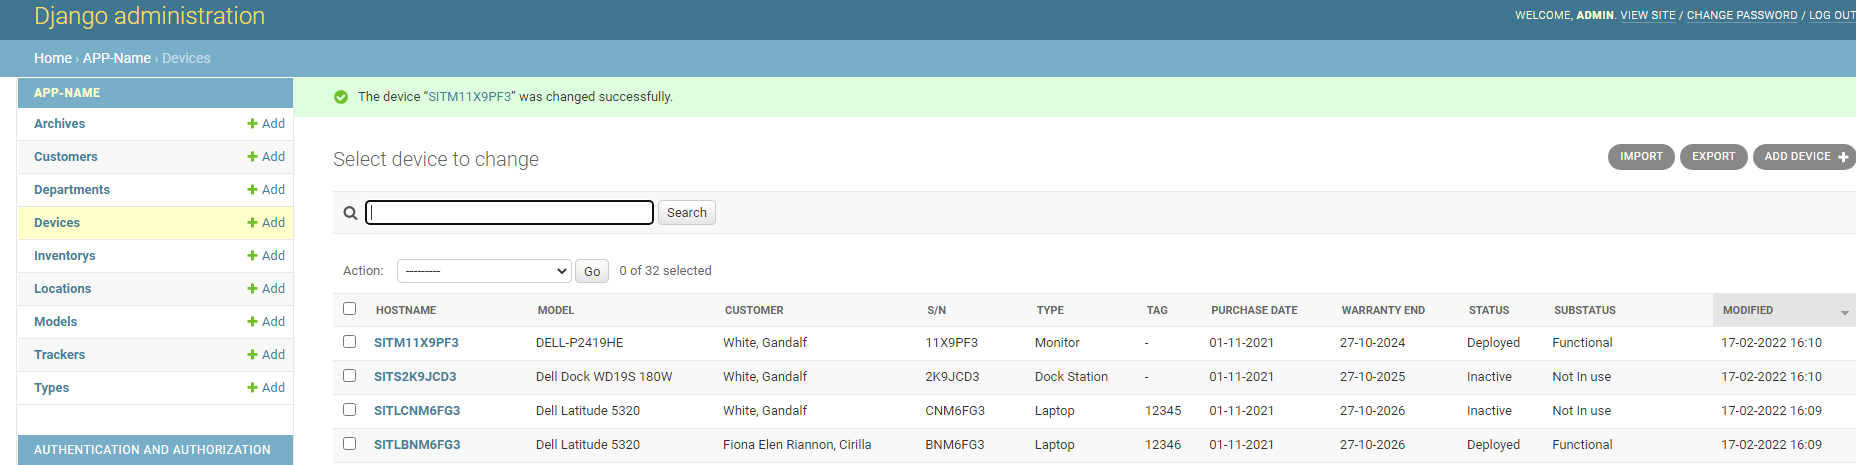 Django administration
WELCOME, ADMIN. VIEW SITE / CHANGE PASSWORD / LOG OUT
Home › APP-Name › Devices
APP-NAME
Archives + Add
Customers + Add
Departments + Add
Devices + Add
Inventorys + Add
Locations + Add
Models + Add
Trackers + Add
Types + Add
AUTHENTICATION AND AUTHORIZATION
The device “SITM11X9PF3” was changed successfully.
Select device to change
IMPORT EXPORT ADD DEVICE +
Search
Action: --------- Go 0 of 32 selected
HOSTNAME MODEL CUSTOMER S/N TYPE TAG PURCHASE DATE WARRANTY END STATUS SUBSTATUS MODIFIED
SITM11X9PF3 DELL-P2419HE White, Gandalf 11X9PF3 Monitor - 01-11-2021 27-10-2024 Deployed Functional 17-02-2022 16:10
SITS2K9JCD3 Dell Dock WD19S 180W White, Gandalf 2K9JCD3 Dock Station - 01-11-2021 27-10-2025 Inactive Not In use 17-02-2022 16:10
SITLCNM6FG3 Dell Latitude 5320 White, Gandalf CNM6FG3 Laptop 12345 01-11-2021 27-10-2026 Inactive Not In use 17-02-2022 16:09
SITLBNM6FG3 Dell Latitude 5320 Fiona Elen Riannon, Cirilla BNM6FG3 Laptop 12346 01-11-2021 27-10-2026 Deployed Functional 17-02-2022 16:09